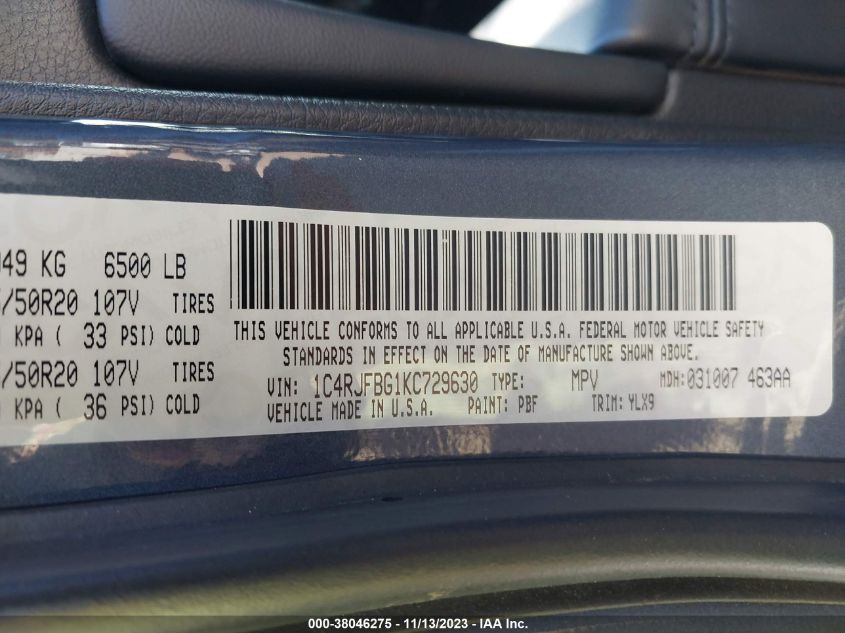 KG 6500 LB
/50R20 107V TIRES
KPA ( 33 PSI) COLD
/50R20 107V TIRES
KPA ( 36 PSI) COLD
THIS VEHICLE CONFORMS TO ALL APPLICABLE U.S.A. FEDERAL MOTOR VEHICLE SAFETY
STANDARDS IN EFFECT ON THE DATE OF MANUFACTURE SHOWN ABOVE.
VIN: 1C4RJFBG1KC729630 TYPE: MPV MDH: 031007 463AA
VEHICLE MADE IN U.S.A. PAINT: PBF TRIM: YLX9
000-38046275 - 11/13/2023 - IAA Inc.